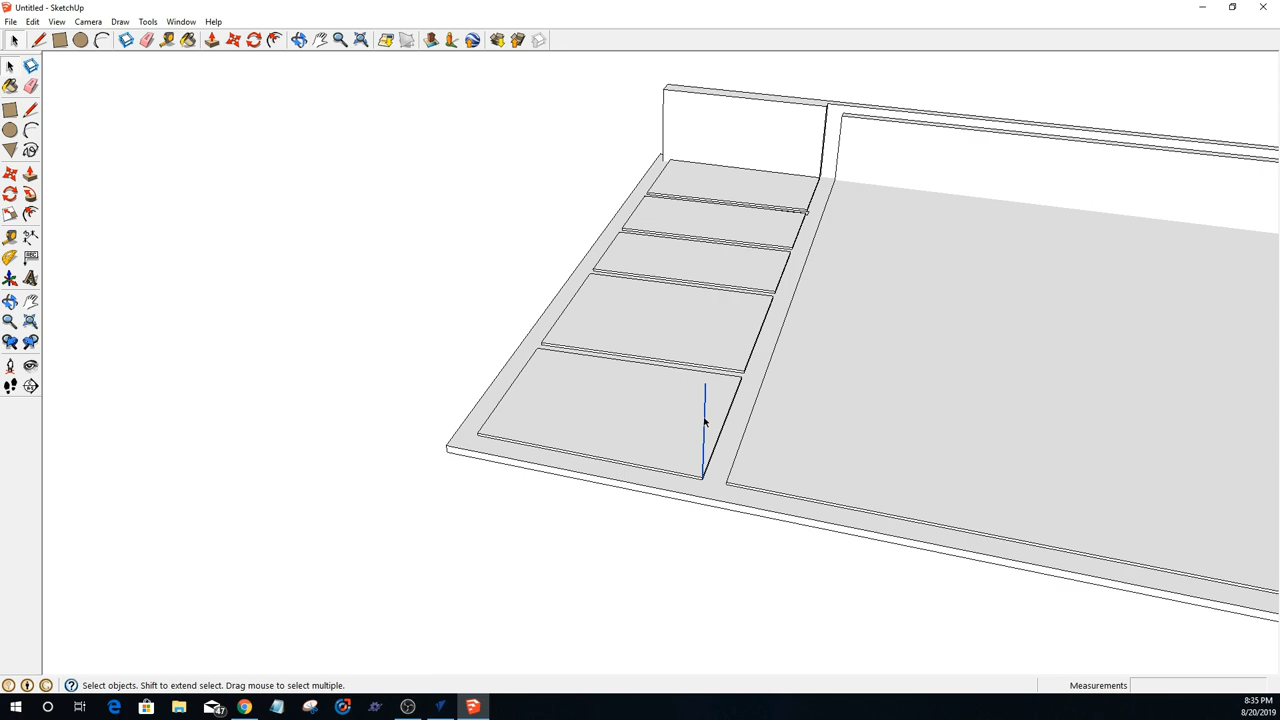 Untitled - SketchUp
File Edit View Camera Draw Tools Window Help
Select objects. Shift to extend select. Drag mouse to select multiple.
Measurements
47
8:35 PM
8/20/2019